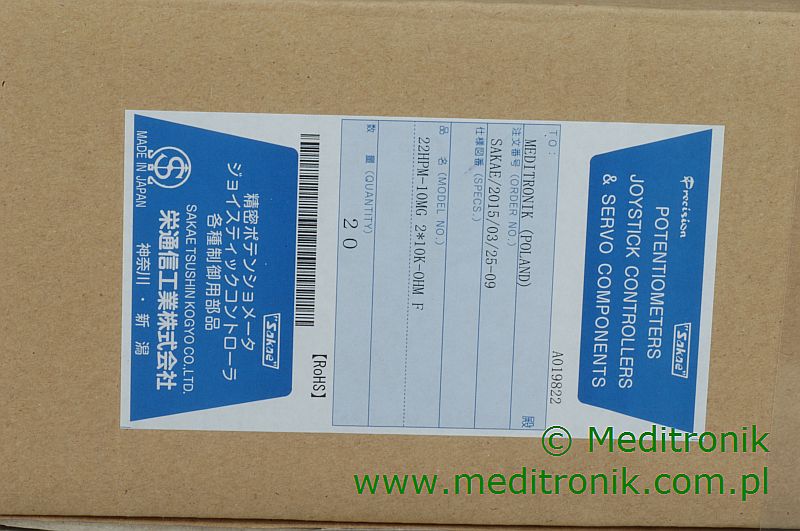 Precision
POTENTIOMETERS
JOYSTICK CONTROLLERS
& SERVO COMPONENTS
"Sakae"
A019822
TO:
MEDITRONIK (POLAND) 殿
注文番号 (ORDER NO.)
SAKAE/2015/03/25-09
仕様図番 (SPECS.)
品 名 (MODEL NO.)
22HPM-10MG 2*10K-OHM F
数 量 (QUANTITY)
20
【RoHS】
"Sakae"
精密ポテンショメータ
ジョイスティックコントローラ
各種制御用部品
SAKAE TSUSHIN KOGYO CO.,LTD.
栄通信工業株式会社
神奈川・新潟
MADE IN JAPAN
© Meditronik
www.meditronik.com.pl